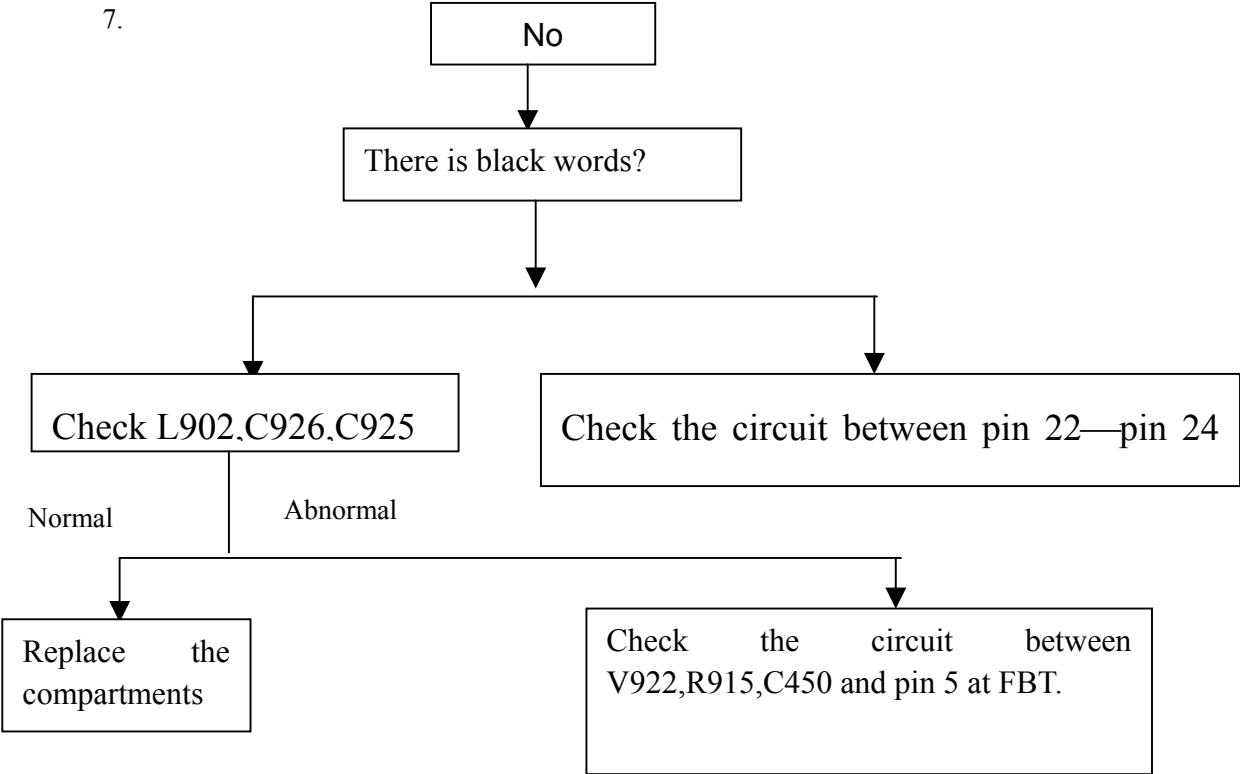 7.
No
There is black words?
Check L902,C926,C925
Check the circuit between pin 22—pin 24
Normal
Abnormal
Replace the
compartments
Check the circuit between
V922,R915,C450 and pin 5 at FBT.